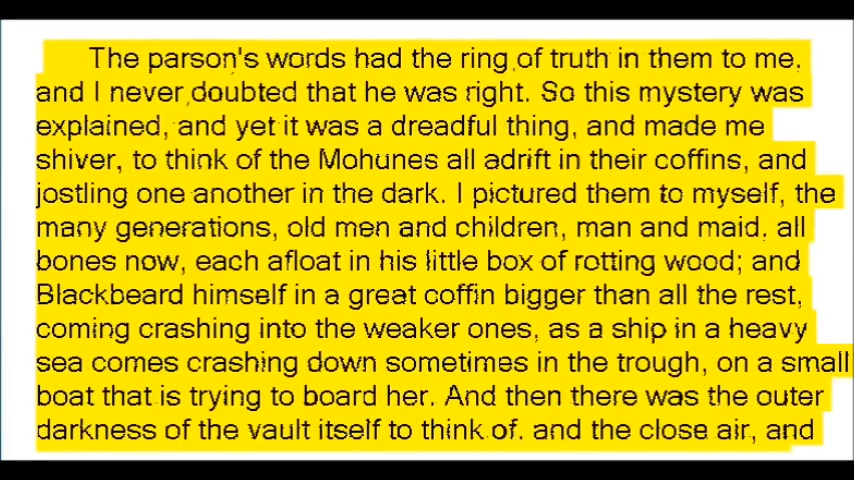 The parson's words had the ring of truth in them to me,
and I never doubted that he was right. So this mystery was
explained, and yet it was a dreadful thing, and made me
shiver, to think of the Mohunes all adrift in their coffins, and
jostling one another in the dark. I pictured them to myself, the
many generations, old men and children, man and maid, all
bones now, each afloat in his little box of rotting wood; and
Blackbeard himself in a great coffin bigger than all the rest,
coming crashing into the weaker ones, as a ship in a heavy
sea comes crashing down sometimes in the trough, on a small
boat that is trying to board her. And then there was the outer
darkness of the vault itself to think of, and the close air, and